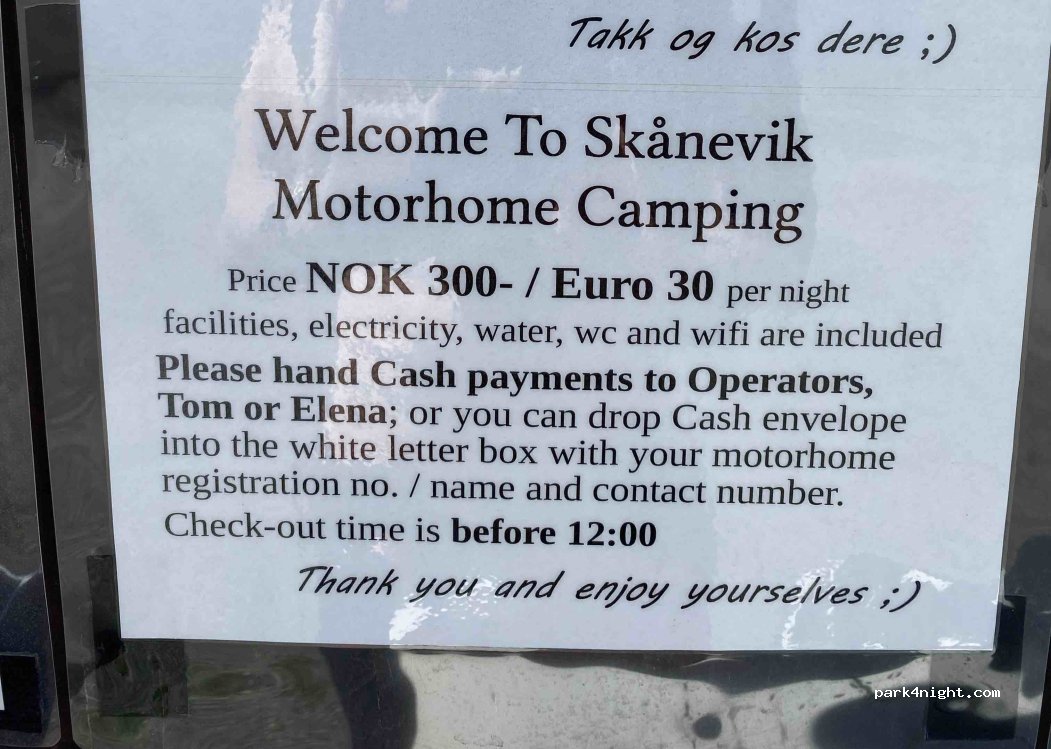 Takk og kos dere ;)
Welcome To Skånevik
Motorhome Camping
Price NOK 300- / Euro 30 per night
facilities, electricity, water, wc and wifi are included
Please hand Cash payments to Operators,
Tom or Elena; or you can drop Cash envelope
into the white letter box with your motorhome
registration no. / name and contact number.
Check-out time is before 12:00
Thank you and enjoy yourselves ;)
park4night.com